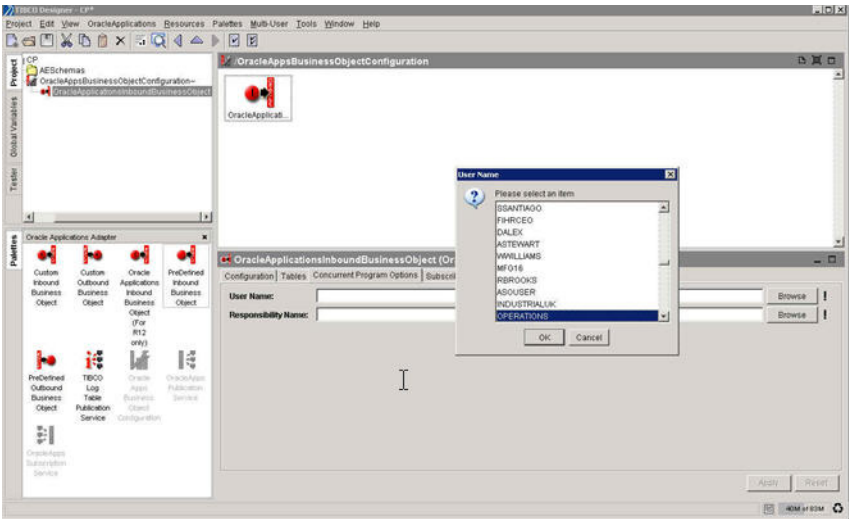 TIBCO Designer - CP*
Project Edit View OracleApplications Resources Palettes Multi-User Tools Window Help
Project
Global Variables
Tester
CP
AESchemas
OracleAppsBusinessObjectConfiguration~
OracleApplicationsInboundBusinessObject
/OracleAppsBusinessObjectConfiguration
OracleApplicati...
Palettes
Oracle Applications Adapter
Custom
Inbound
Business
Object
Custom
Outbound
Business
Object
Oracle
Applications
Inbound
Business
Object
(For
R12
only)
PreDefined
Inbound
Business
Object
PreDefined
Outbound
Business
Object
TIBCO
Log
Table
Publication
Service
Oracle
Apps
Business
Object
Configuration
OracleApps
Publication
Service
OracleApps
Subscription
Service
OracleApplicationsInboundBusinessObject (Or
Configuration Tables Concurrent Program Options Subscri
User Name:
Browse !
Responsibility Name:
Browse !
User Name
Please select an item
SSANTIAGO
FIHRCEO
DALEX
ASTEWART
WWILLIAMS
MFG16
RBROOKS
ASOUSER
INDUSTRIALUK
OPERATIONS
OK Cancel
Apply Reset
40M of 83M